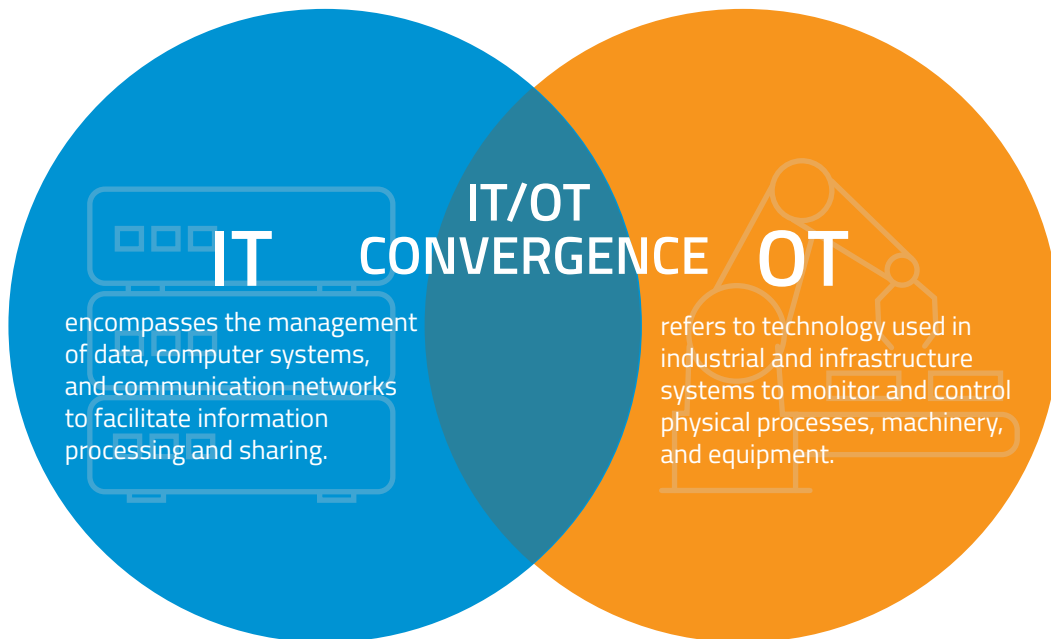 IT/OT
CONVERGENCE
IT
encompasses the management
of data, computer systems,
and communication networks
to facilitate information
processing and sharing.
OT
refers to technology used in
industrial and infrastructure
systems to monitor and control
physical processes, machinery,
and equipment.